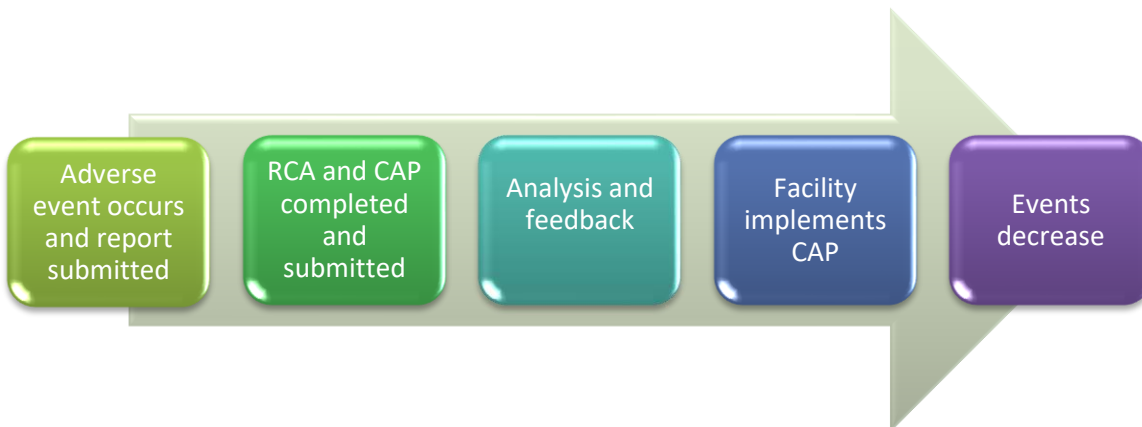 Adverse
event occurs
and report
submitted
RCA and CAP
completed
and
submitted
Analysis and
feedback
Facility
implements
CAP
Events
decrease